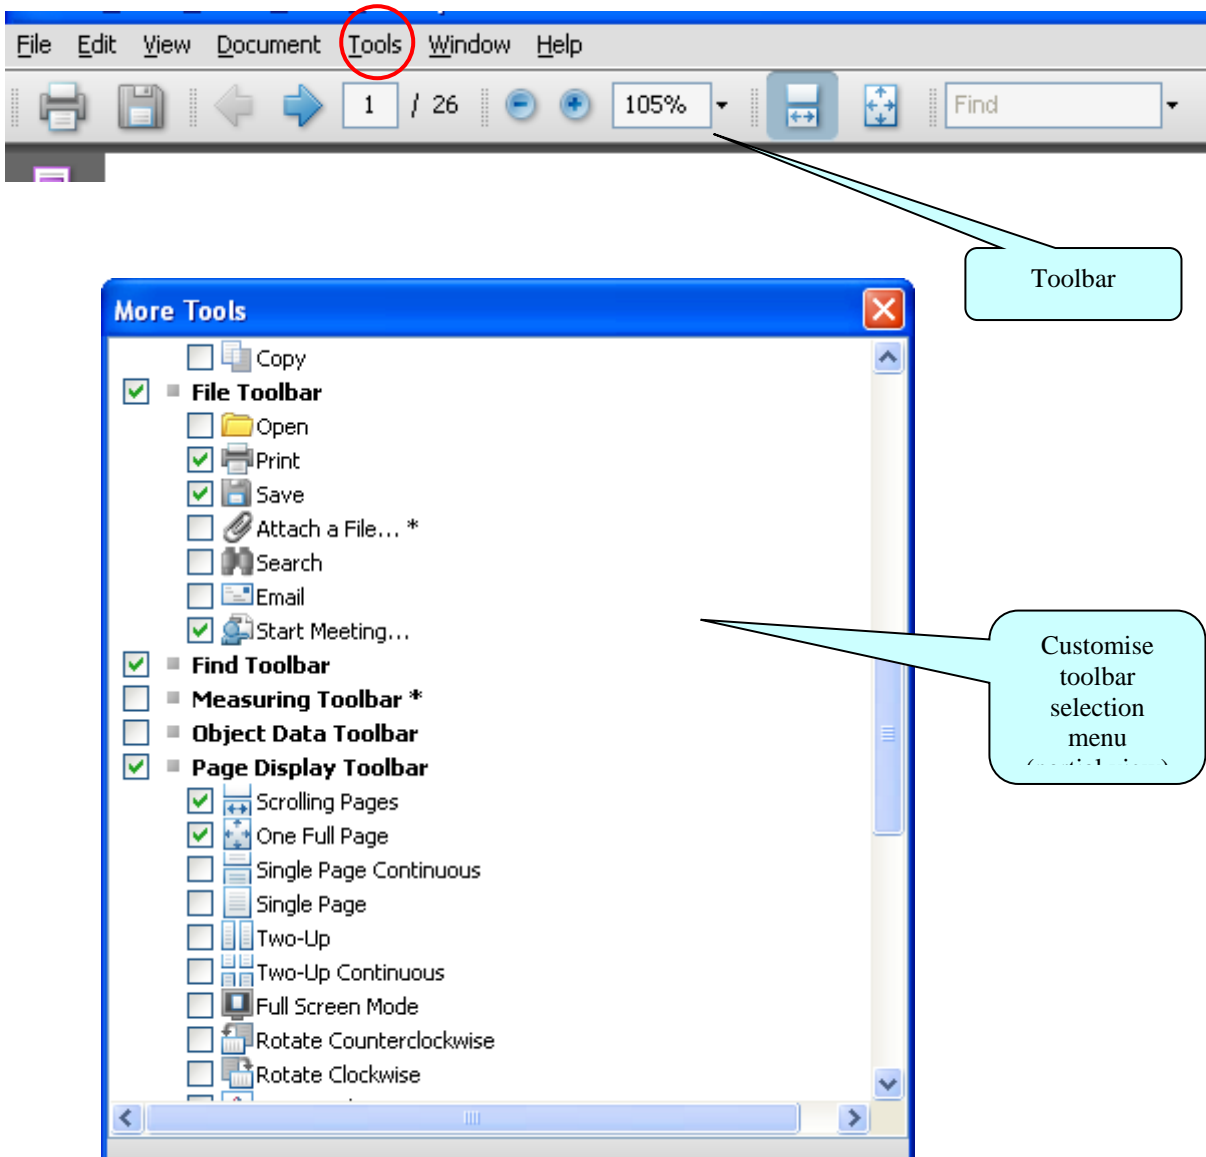 File Edit View Document Tools Window Help
1 / 26 105% Find
Toolbar
More Tools
Copy
File Toolbar
Open
Print
Save
Attach a File... *
Search
Email
Start Meeting...
Find Toolbar
Measuring Toolbar *
Object Data Toolbar
Page Display Toolbar
Scrolling Pages
One Full Page
Single Page Continuous
Single Page
Two-Up
Two-Up Continuous
Full Screen Mode
Rotate Counterclockwise
Rotate Clockwise
Customise
toolbar
selection
menu
(partial view)